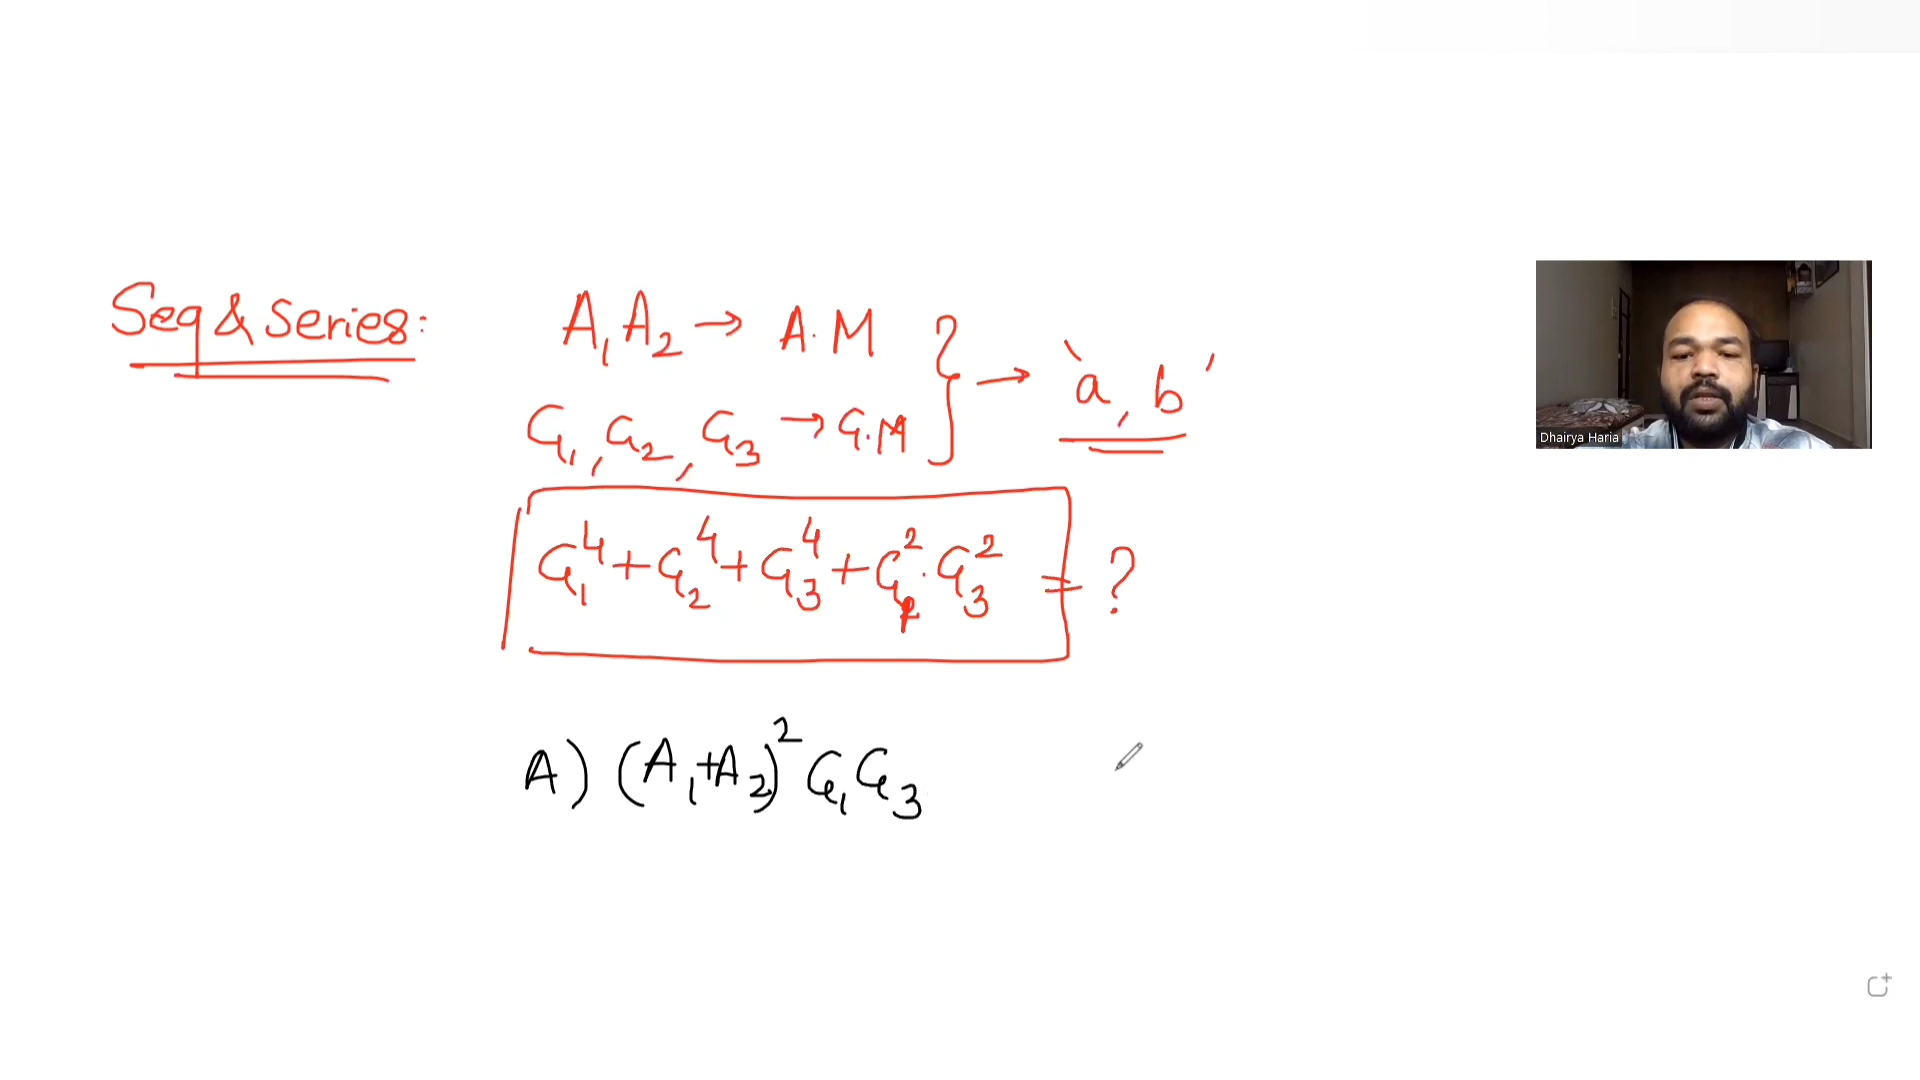 Seq & Series:
A₁ A₂ → A.M
G₁, G₂, G₃ → G.M
→ 'a, b'
G₁⁴ + G₂⁴ + G₃⁴ + G₁².G₃² = ?
A) (A₁+A₂)² G₁G₃
Dhairya Haria